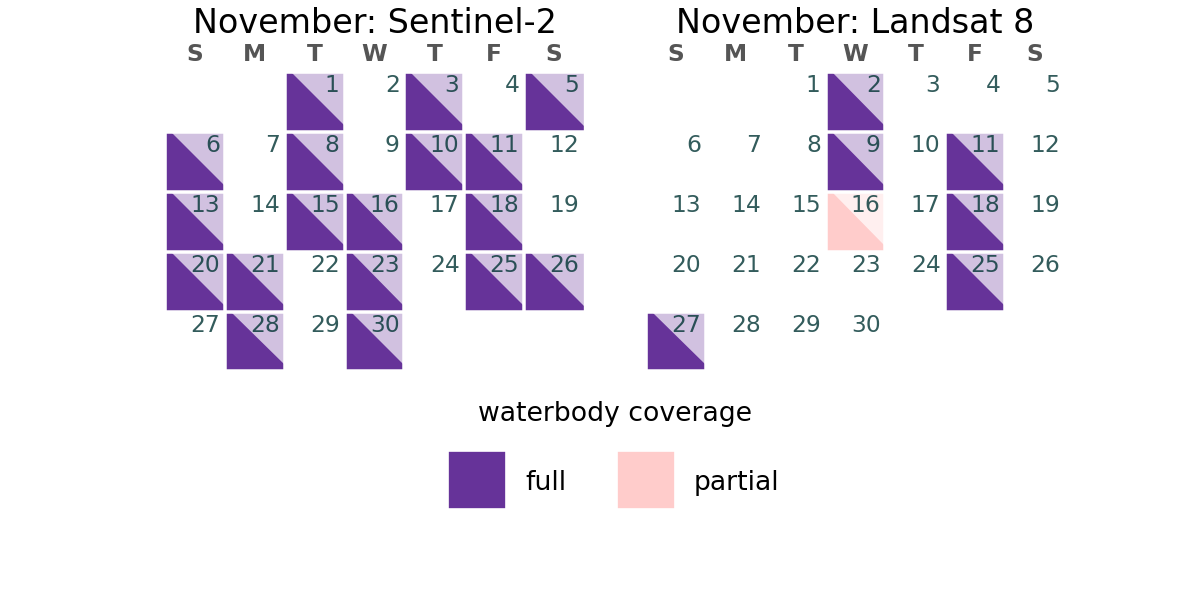 November: Sentinel-2
S M T W T F S
1 2 3 4 5
6 7 8 9 10 11 12
13 14 15 16 17 18 19
20 21 22 23 24 25 26
27 28 29 30
November: Landsat 8
S M T W T F S
1 2 3 4 5
6 7 8 9 10 11 12
13 14 15 16 17 18 19
20 21 22 23 24 25 26
27 28 29 30
waterbody coverage
full
partial